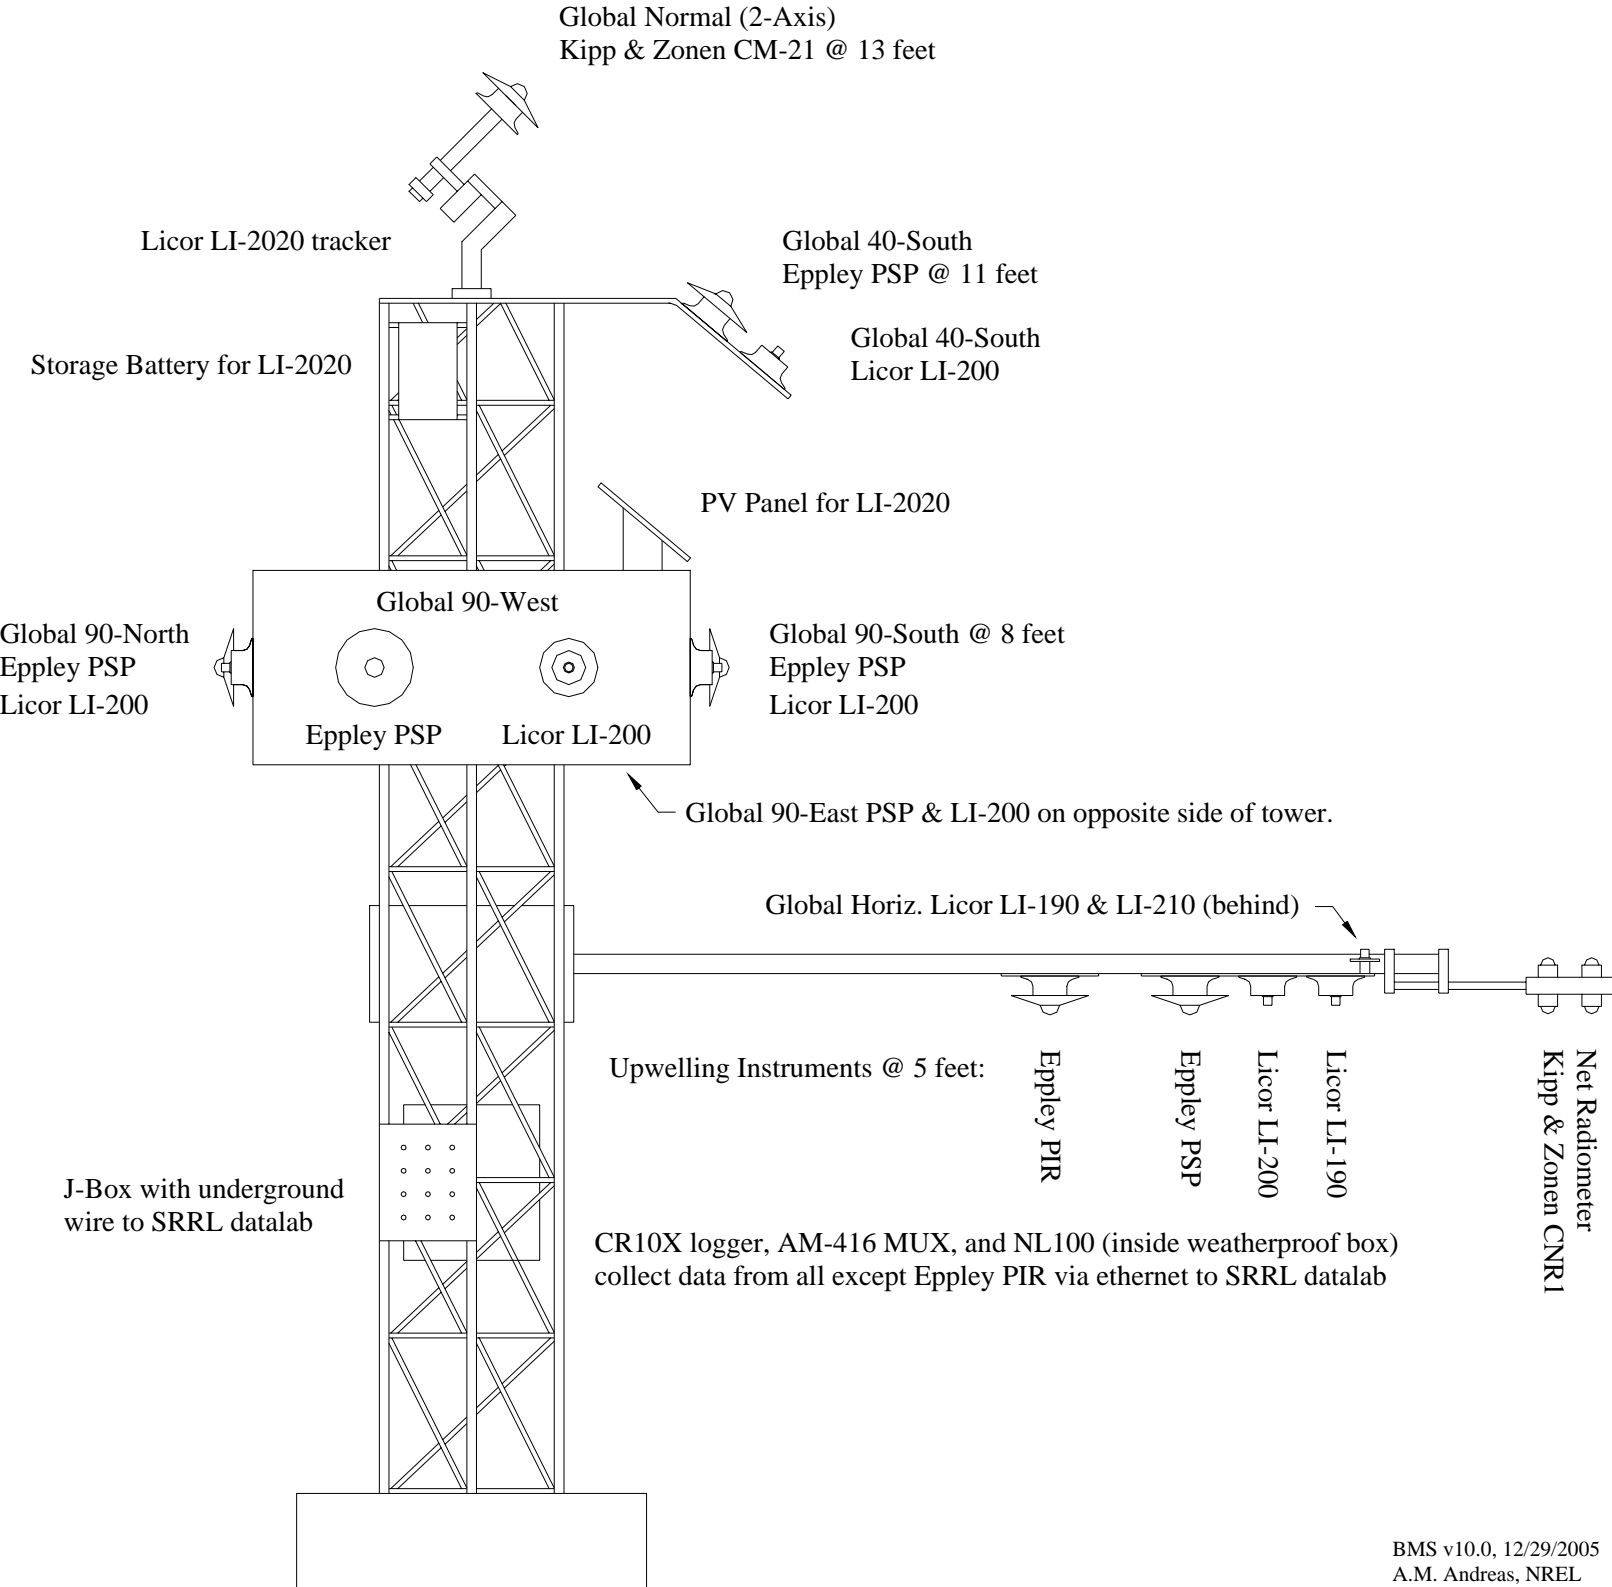 Global Normal (2-Axis)
Kipp & Zonen CM-21 @ 13 feet
Licor LI-2020 tracker
Global 40-South
Eppley PSP @ 11 feet
Global 40-South
Licor LI-200
Storage Battery for LI-2020
PV Panel for LI-2020
Global 90-West
Global 90-North
Eppley PSP
Licor LI-200
Global 90-South @ 8 feet
Eppley PSP
Licor LI-200
Eppley PSP
Licor LI-200
Global 90-East PSP & LI-200 on opposite side of tower.
Global Horiz. Licor LI-190 & LI-210 (behind)
Upwelling Instruments @ 5 feet:
Eppley PIR
Eppley PSP
Licor LI-200
Licor LI-190
Net Radiometer
Kipp & Zonen CNR1
J-Box with underground
wire to SRRL datalab
CR10X logger, AM-416 MUX, and NL100 (inside weatherproof box)
collect data from all except Eppley PIR via ethernet to SRRL datalab
BMS v10.0, 12/29/2005
A.M. Andreas, NREL